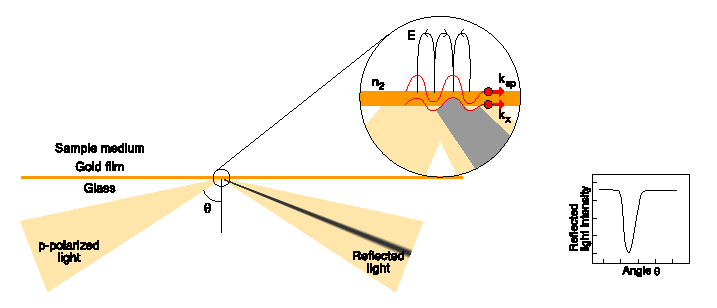 E
n2
ksp
kx
Sample medium
Gold film
Glass
θ
p-polarized
light
Reflected
light
Reflected
light intensity
Angle θ